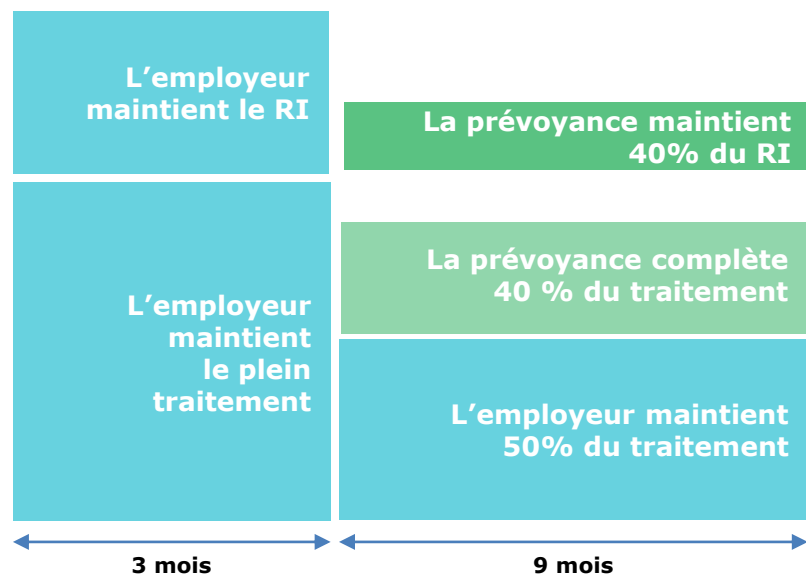 L’employeur
maintient le RI
La prévoyance maintient
40% du RI
L’employeur
maintient
le plein
traitement
La prévoyance complète
40 % du traitement
L’employeur maintient
50% du traitement
3 mois
9 mois